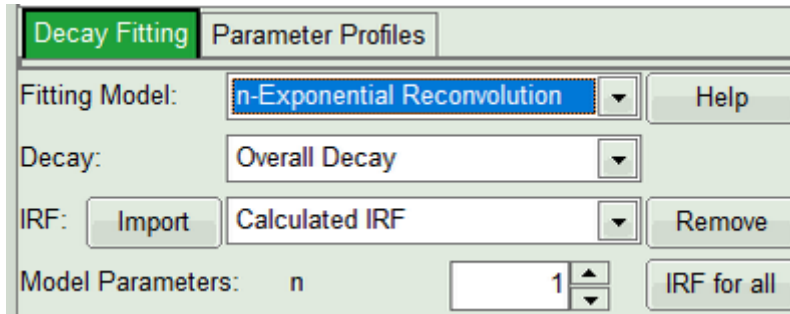 Decay Fitting Parameter Profiles
Fitting Model: n-Exponential Reconvolution Help
Decay: Overall Decay
IRF: Import Calculated IRF Remove
Model Parameters: n 1 IRF for all